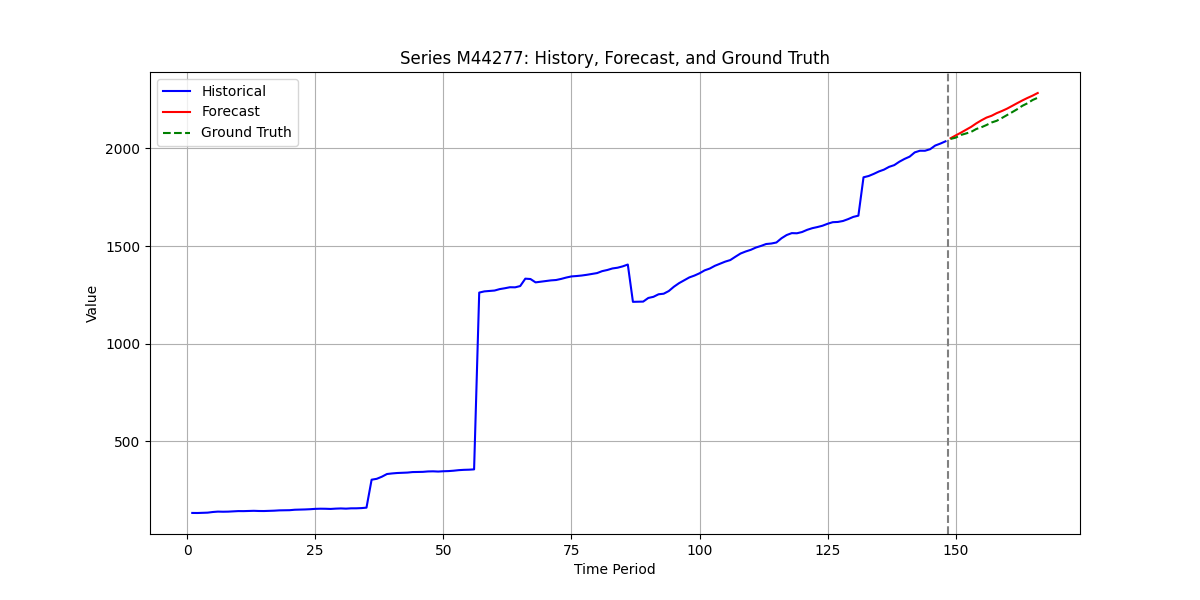 Series M44277: History, Forecast, and Ground Truth
Historical
Forecast
Ground Truth
Value
2000
1500
1000
500
0
25
50
75
100
125
150
Time Period